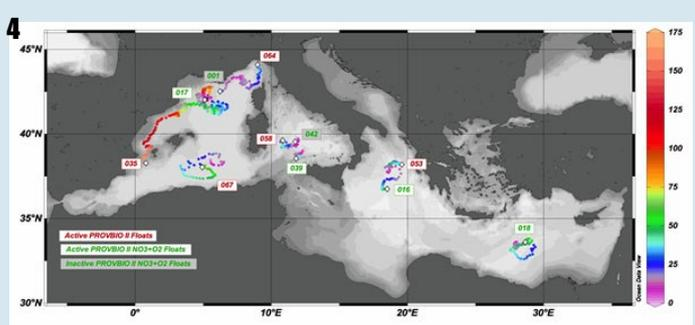 4
45°N
40°N
35°N
30°N
0°
10°E
20°E
30°E
064
001
017
058
042
035
039
067
053
016
018
Active PROVBIO II Floats
Active PROVBIO II NO3+O2 Floats
Inactive PROVBIO II NO3+O2 Floats
Ocean Data View
175
150
125
100
75
50
25
0